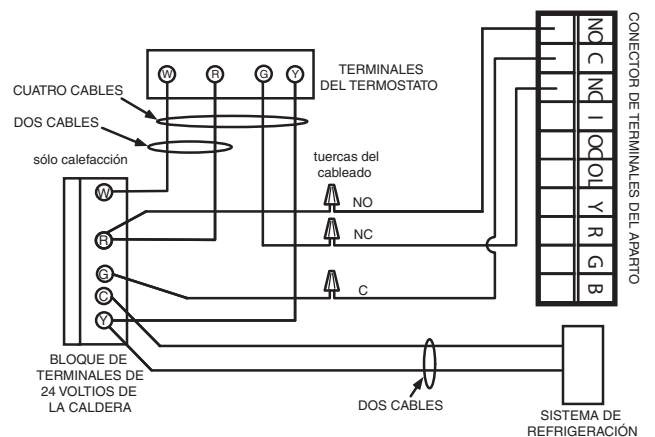 W
R
G
Y
TERMINALES
DEL TERMOSTATO
CUATRO CABLES
DOS CABLES
sólo calefacción
tuercas del
cableado
W
R
G
C
Y
NO
NC
C
BLOQUE DE
TERMINALES DE
24 VOLTIOS DE
LA CALDERA
DOS CABLES
SISTEMA DE
REFRIGERACIÓN
NO
C
NC
I
OC
OL
Y
R
G
B
CONECTOR DE TERMINALES DEL APARTO